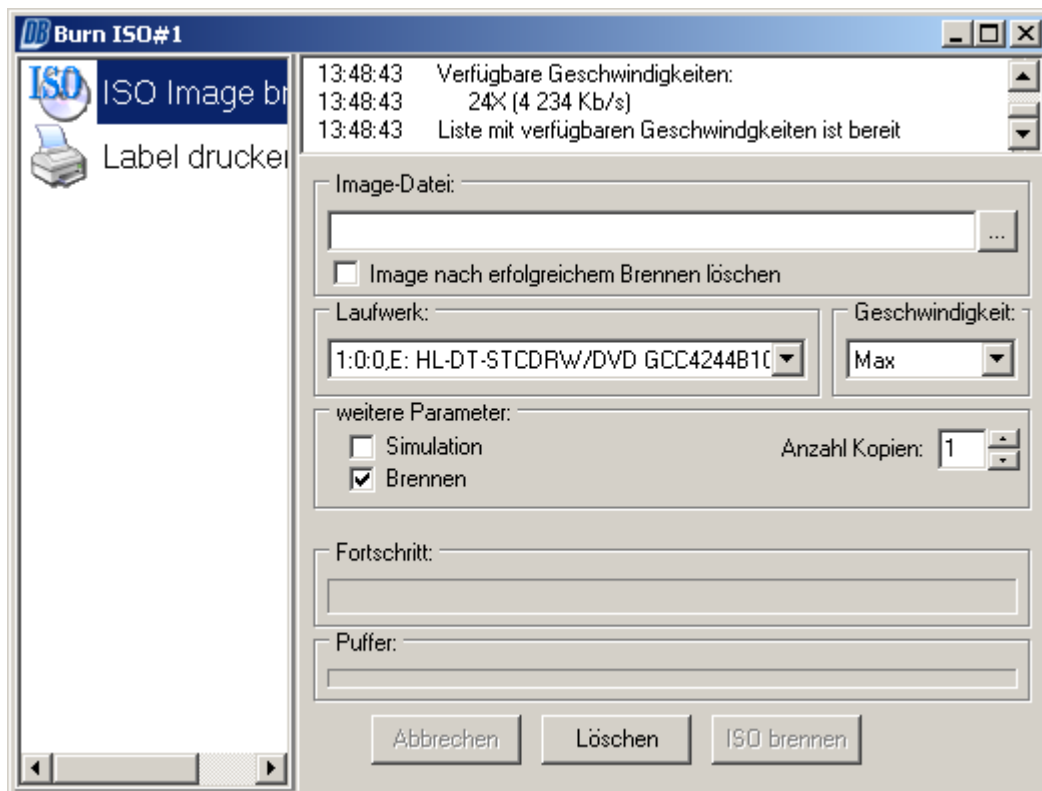 DB Burn ISO#1
ISO ISO Image br
Label drucker
13:48:43 Verfügbare Geschwindigkeiten:
13:48:43 24X (4 234 Kb/s)
13:48:43 Liste mit verfügbaren Geschwindgkeiten ist bereit
Image-Datei:
...
Image nach erfolgreichem Brennen löschen
Laufwerk:
Geschwindigkeit:
1:0:0,E: HL-DT-STCDRW/DVD GCC4244B10
Max
weitere Parameter:
Simulation
Anzahl Kopien: 1
Brennen
Fortschritt:
Puffer:
Abbrechen Löschen ISO brennen